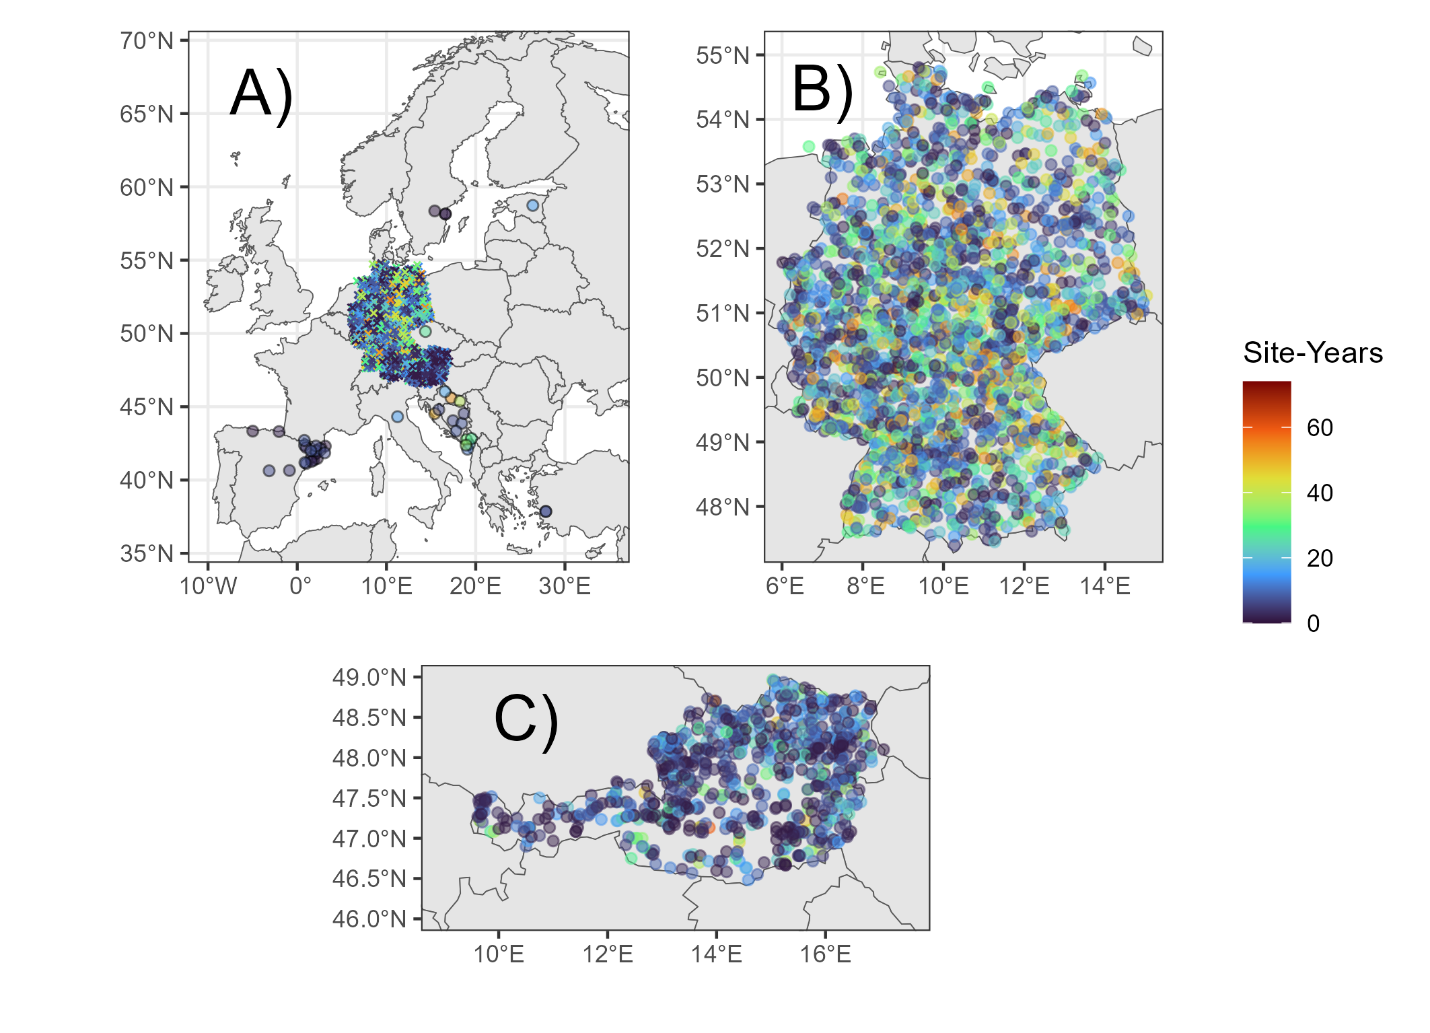 A)
70°N
65°N
60°N
55°N
50°N
45°N
40°N
35°N
10°W 0° 10°E 20°E 30°E
B)
55°N
54°N
53°N
52°N
51°N
50°N
49°N
48°N
6°E 8°E 10°E 12°E 14°E
Site-Years
60
40
20
0
C)
49.0°N
48.5°N
48.0°N
47.5°N
47.0°N
46.5°N
46.0°N
10°E 12°E 14°E 16°E